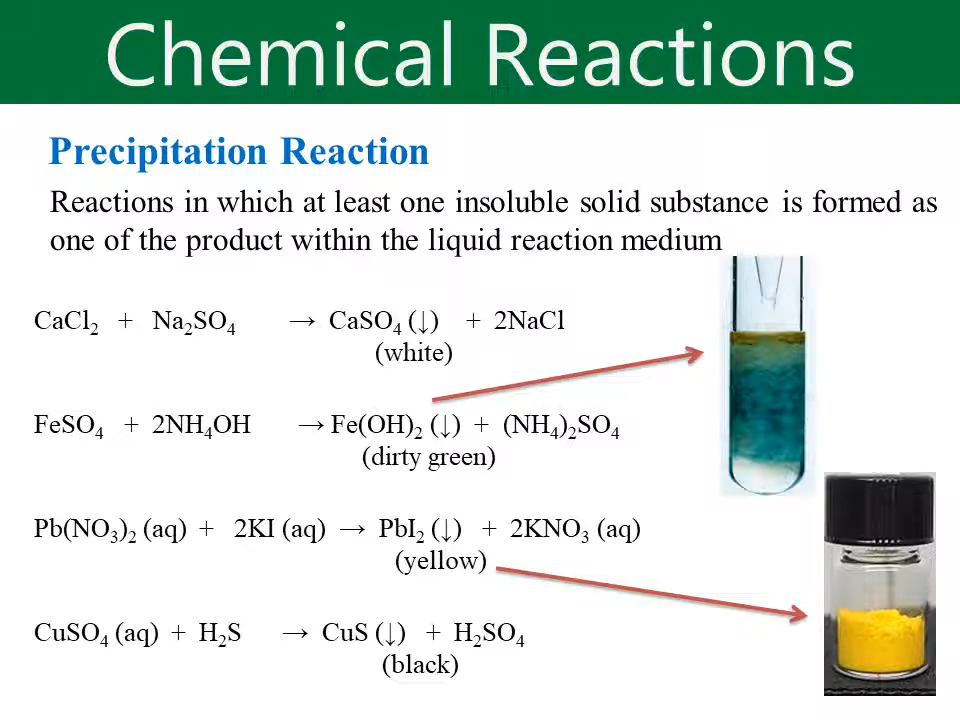 Chemical Reactions
Precipitation Reaction
Reactions in which at least one insoluble solid substance is formed as
one of the product within the liquid reaction medium
CaCl₂ + Na₂SO₄ → CaSO₄ (↓) + 2NaCl
(white)
FeSO₄ + 2NH₄OH → Fe(OH)₂ (↓) + (NH₄)₂SO₄
(dirty green)
Pb(NO₃)₂ (aq) + 2KI (aq) → PbI₂ (↓) + 2KNO₃ (aq)
(yellow)
CuSO₄ (aq) + H₂S → CuS (↓) + H₂SO₄
(black)